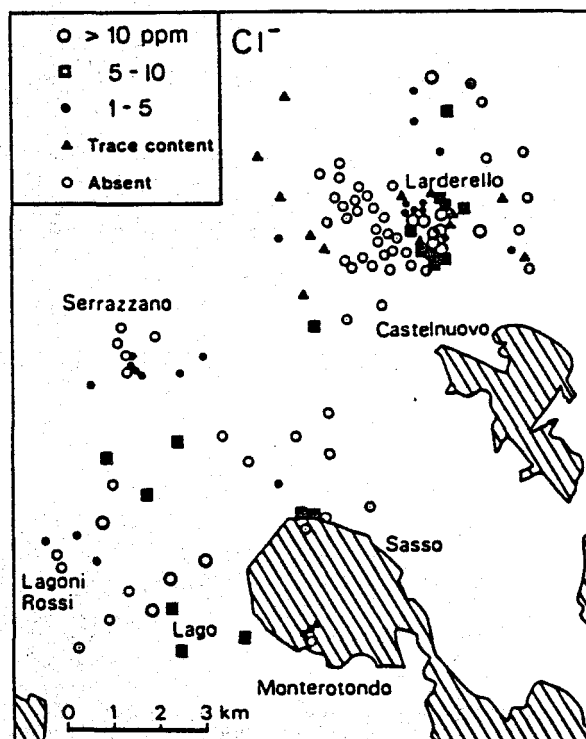 > 10 ppm
5 - 10
1 - 5
Trace content
Absent
Cl⁻
Larderello
Serrazzano
Castelnuovo
Sasso
Lagoni
Rossi
Lago
Monterotondo
0 1 2 3 km